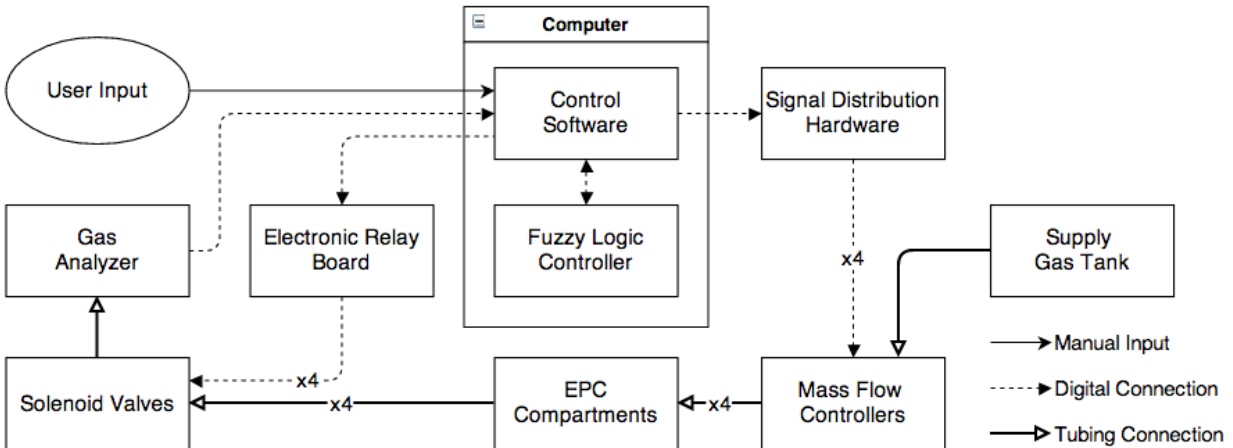 Computer
User Input
Control
Software
Signal Distribution
Hardware
Gas
Analyzer
Electronic Relay
Board
Fuzzy Logic
Controller
x4
Supply
Gas Tank
Manual Input
Solenoid Valves
x4
x4
EPC
Compartments
x4
Mass Flow
Controllers
Digital Connection
Tubing Connection